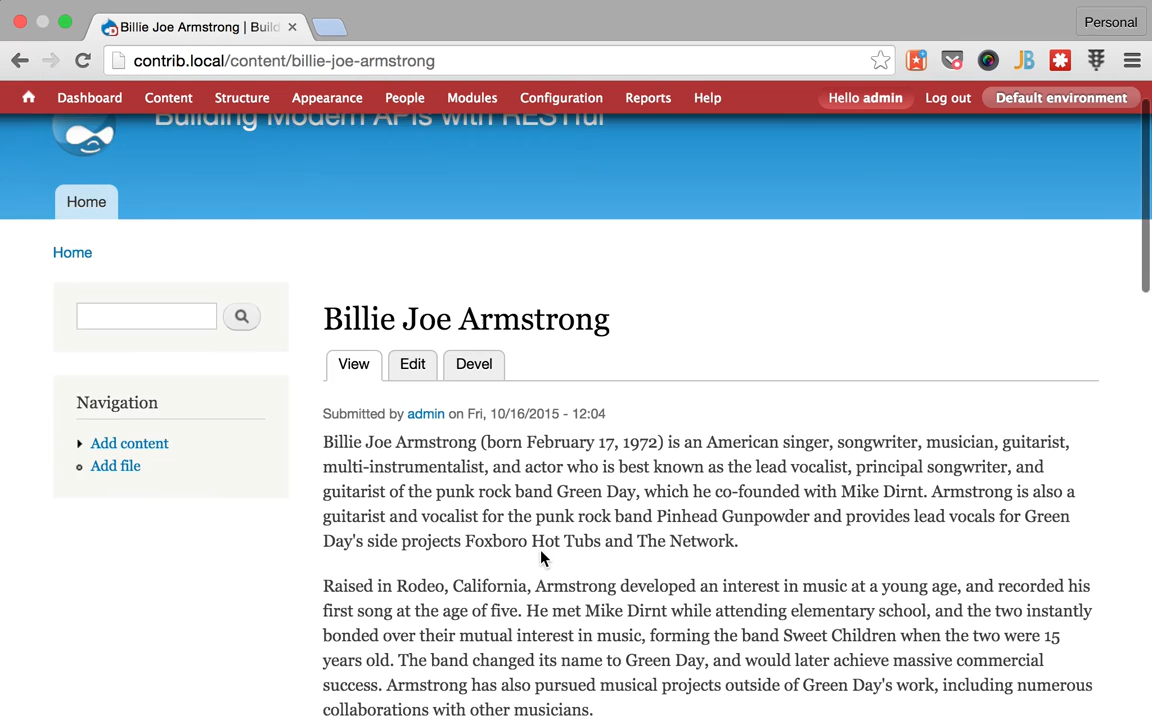 Billie Joe Armstrong | Build
Personal
contrib.local/content/billie-joe-armstrong
JB
Dashboard Content Structure Appearance People Modules Configuration Reports Help Hello admin Log out Default environment
Building Modern APIs with RESTful
Home
Home
Billie Joe Armstrong
View Edit Devel
Navigation
Add content
Add file
Submitted by admin on Fri, 10/16/2015 - 12:04
Billie Joe Armstrong (born February 17, 1972) is an American singer, songwriter, musician, guitarist,
multi-instrumentalist, and actor who is best known as the lead vocalist, principal songwriter, and
guitarist of the punk rock band Green Day, which he co-founded with Mike Dirnt. Armstrong is also a
guitarist and vocalist for the punk rock band Pinhead Gunpowder and provides lead vocals for Green
Day's side projects Foxboro Hot Tubs and The Network.
Raised in Rodeo, California, Armstrong developed an interest in music at a young age, and recorded his
first song at the age of five. He met Mike Dirnt while attending elementary school, and the two instantly
bonded over their mutual interest in music, forming the band Sweet Children when the two were 15
years old. The band changed its name to Green Day, and would later achieve massive commercial
success. Armstrong has also pursued musical projects outside of Green Day's work, including numerous
collaborations with other musicians.